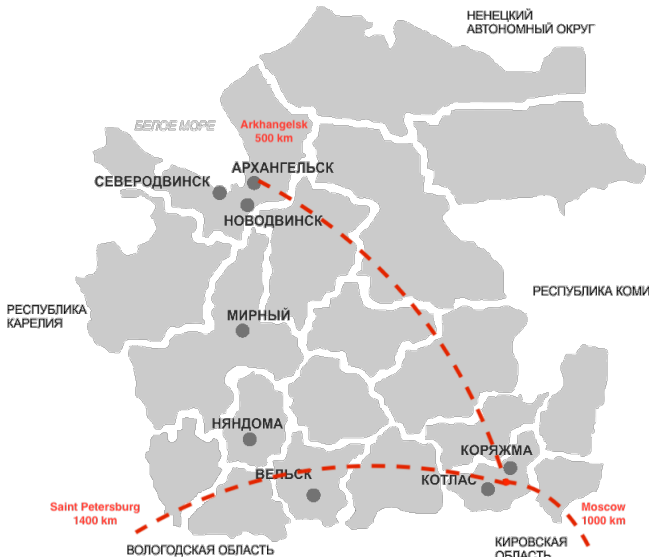 НЕНЕЦКИЙ
АВТОНОМНЫЙ ОКРУГ
БЕЛОЕ МОРЕ
Arkhangelsk
500 km
АРХАНГЕЛЬСК
СЕВЕРОДВИНСК
НОВОДВИНСК
РЕСПУБЛИКА КОМИ
РЕСПУБЛИКА
КАРЕЛИЯ
МИРНЫЙ
НЯНДОМА
КОРЯЖМА
ВЕЛЬСК
КОТЛАС
Saint Petersburg
1400 km
Moscow
1000 km
ВОЛОГОДСКАЯ ОБЛАСТЬ
КИРОВСКАЯ
ОБЛАСТЬ